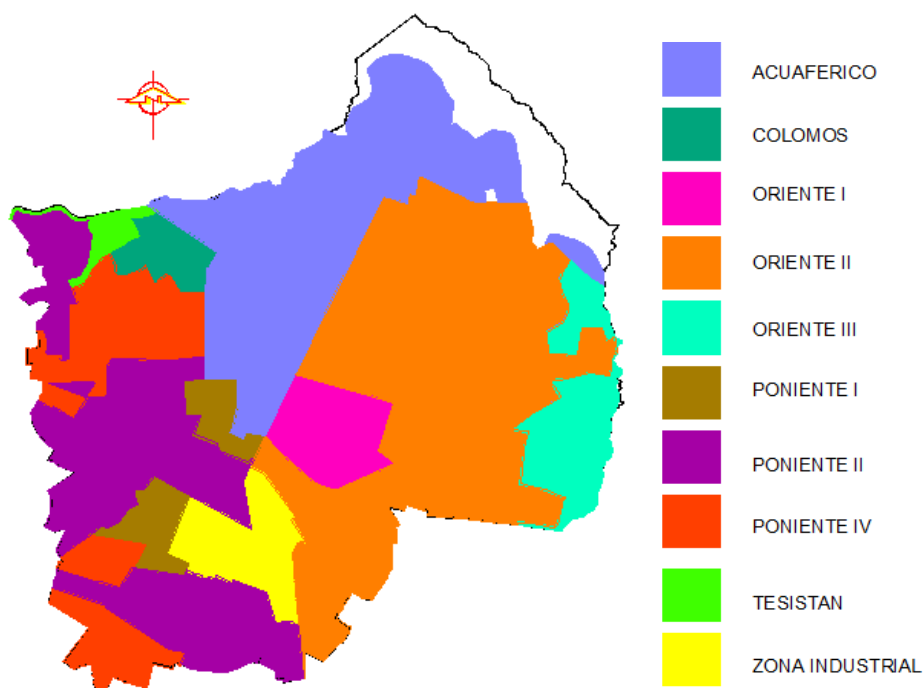 ACUAFERICO
COLOMOS
ORIENTE I
ORIENTE II
ORIENTE III
PONIENTE I
PONIENTE II
PONIENTE IV
TESISTAN
ZONA INDUSTRIAL